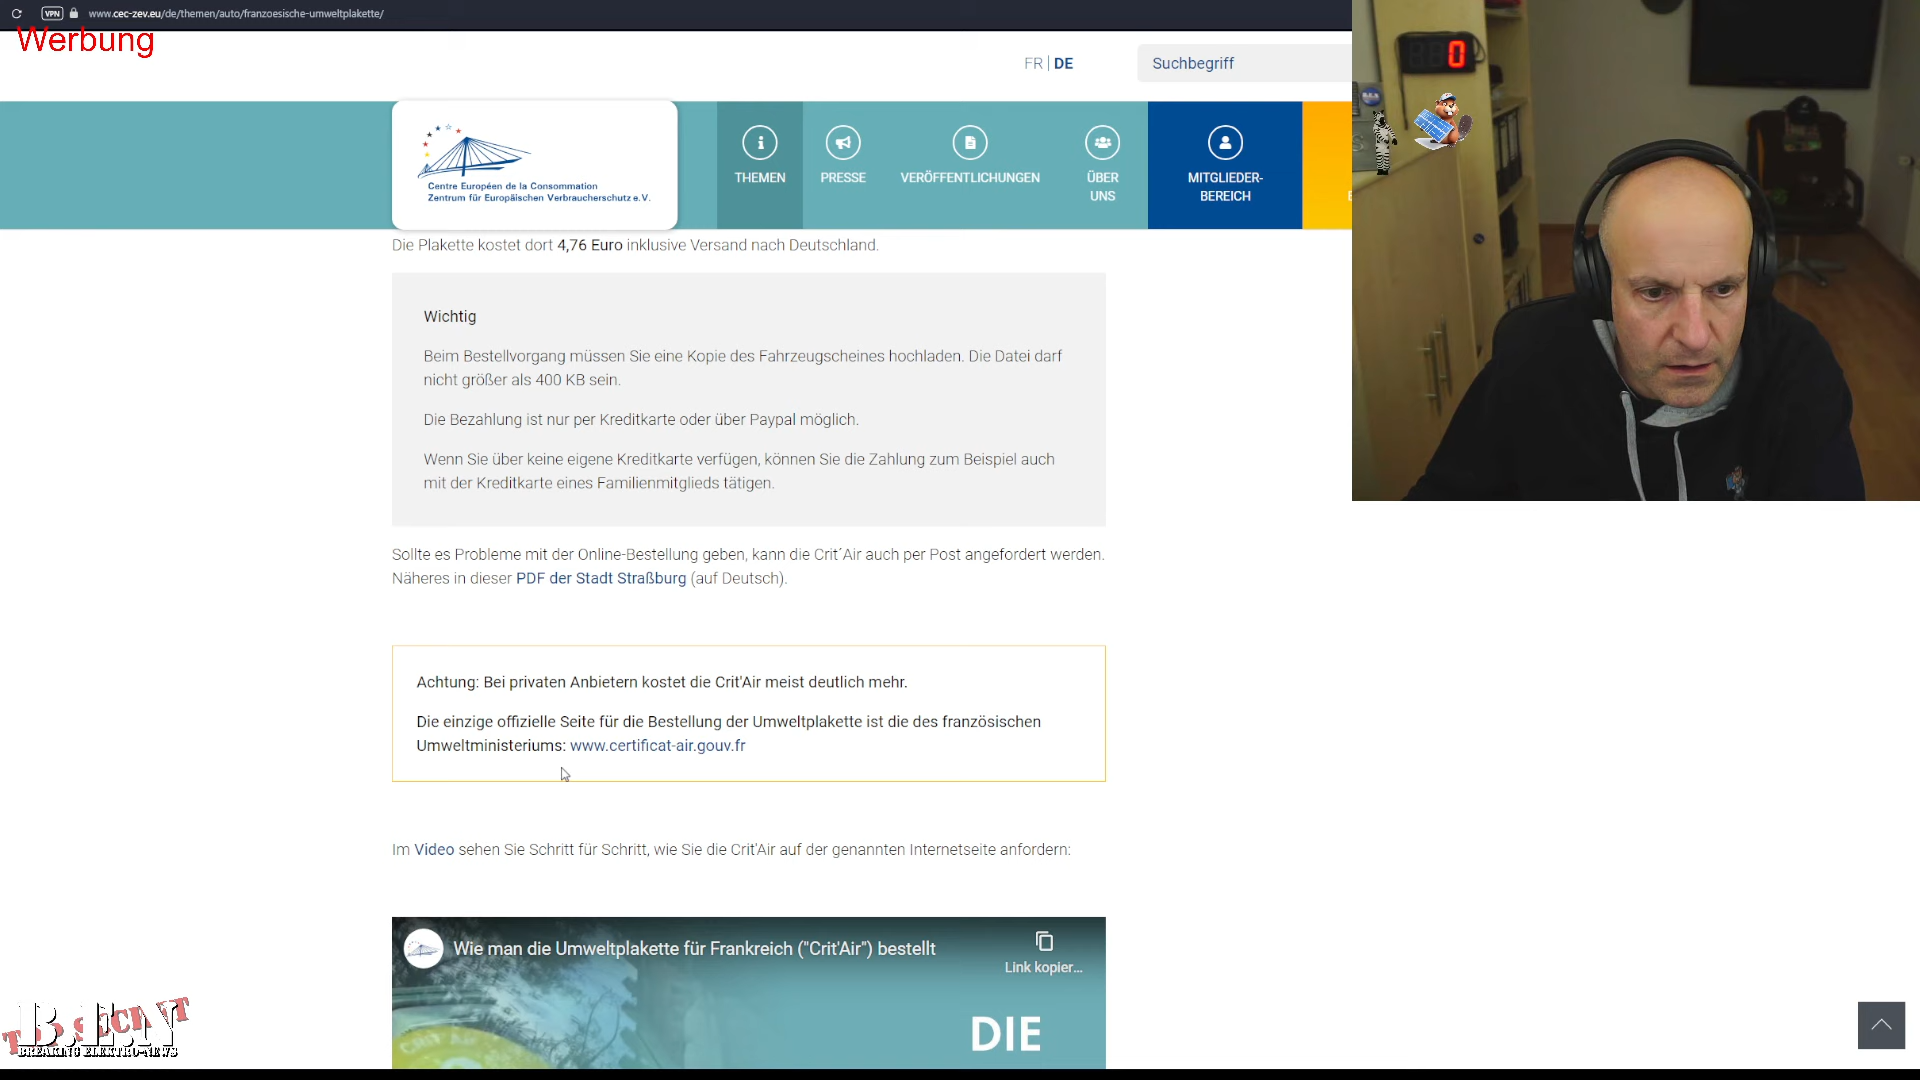 VPN www.cec-zev.eu/de/themen/auto/franzoesische-umweltplakette/
Werbung
FR | DE
Suchbegriff
0
Centre Européen de la Consommation
Zentrum für Europäischen Verbraucherschutz e.V.
THEMEN
PRESSE
VERÖFFENTLICHUNGEN
ÜBER
UNS
MITGLIEDER-
BEREICH
Die Plakette kostet dort 4,76 Euro inklusive Versand nach Deutschland.
Wichtig
Beim Bestellvorgang müssen Sie eine Kopie des Fahrzeugscheines hochladen. Die Datei darf
nicht größer als 400 KB sein.
Die Bezahlung ist nur per Kreditkarte oder über Paypal möglich.
Wenn Sie über keine eigene Kreditkarte verfügen, können Sie die Zahlung zum Beispiel auch
mit der Kreditkarte eines Familienmitglieds tätigen.
Sollte es Probleme mit der Online-Bestellung geben, kann die Crit´Air auch per Post angefordert werden.
Näheres in dieser PDF der Stadt Straßburg (auf Deutsch).
Achtung: Bei privaten Anbietern kostet die Crit'Air meist deutlich mehr.
Die einzige offizielle Seite für die Bestellung der Umweltplakette ist die des französischen
Umweltministeriums: www.certificat-air.gouv.fr
Im Video sehen Sie Schritt für Schritt, wie Sie die Crit'Air auf der genannten Internetseite anfordern:
Wie man die Umweltplakette für Frankreich ("Crit'Air") bestellt
Link kopier...
CRIT'AIR
DIE
B.E.N
BREAKING ELEKTRO-NEWS